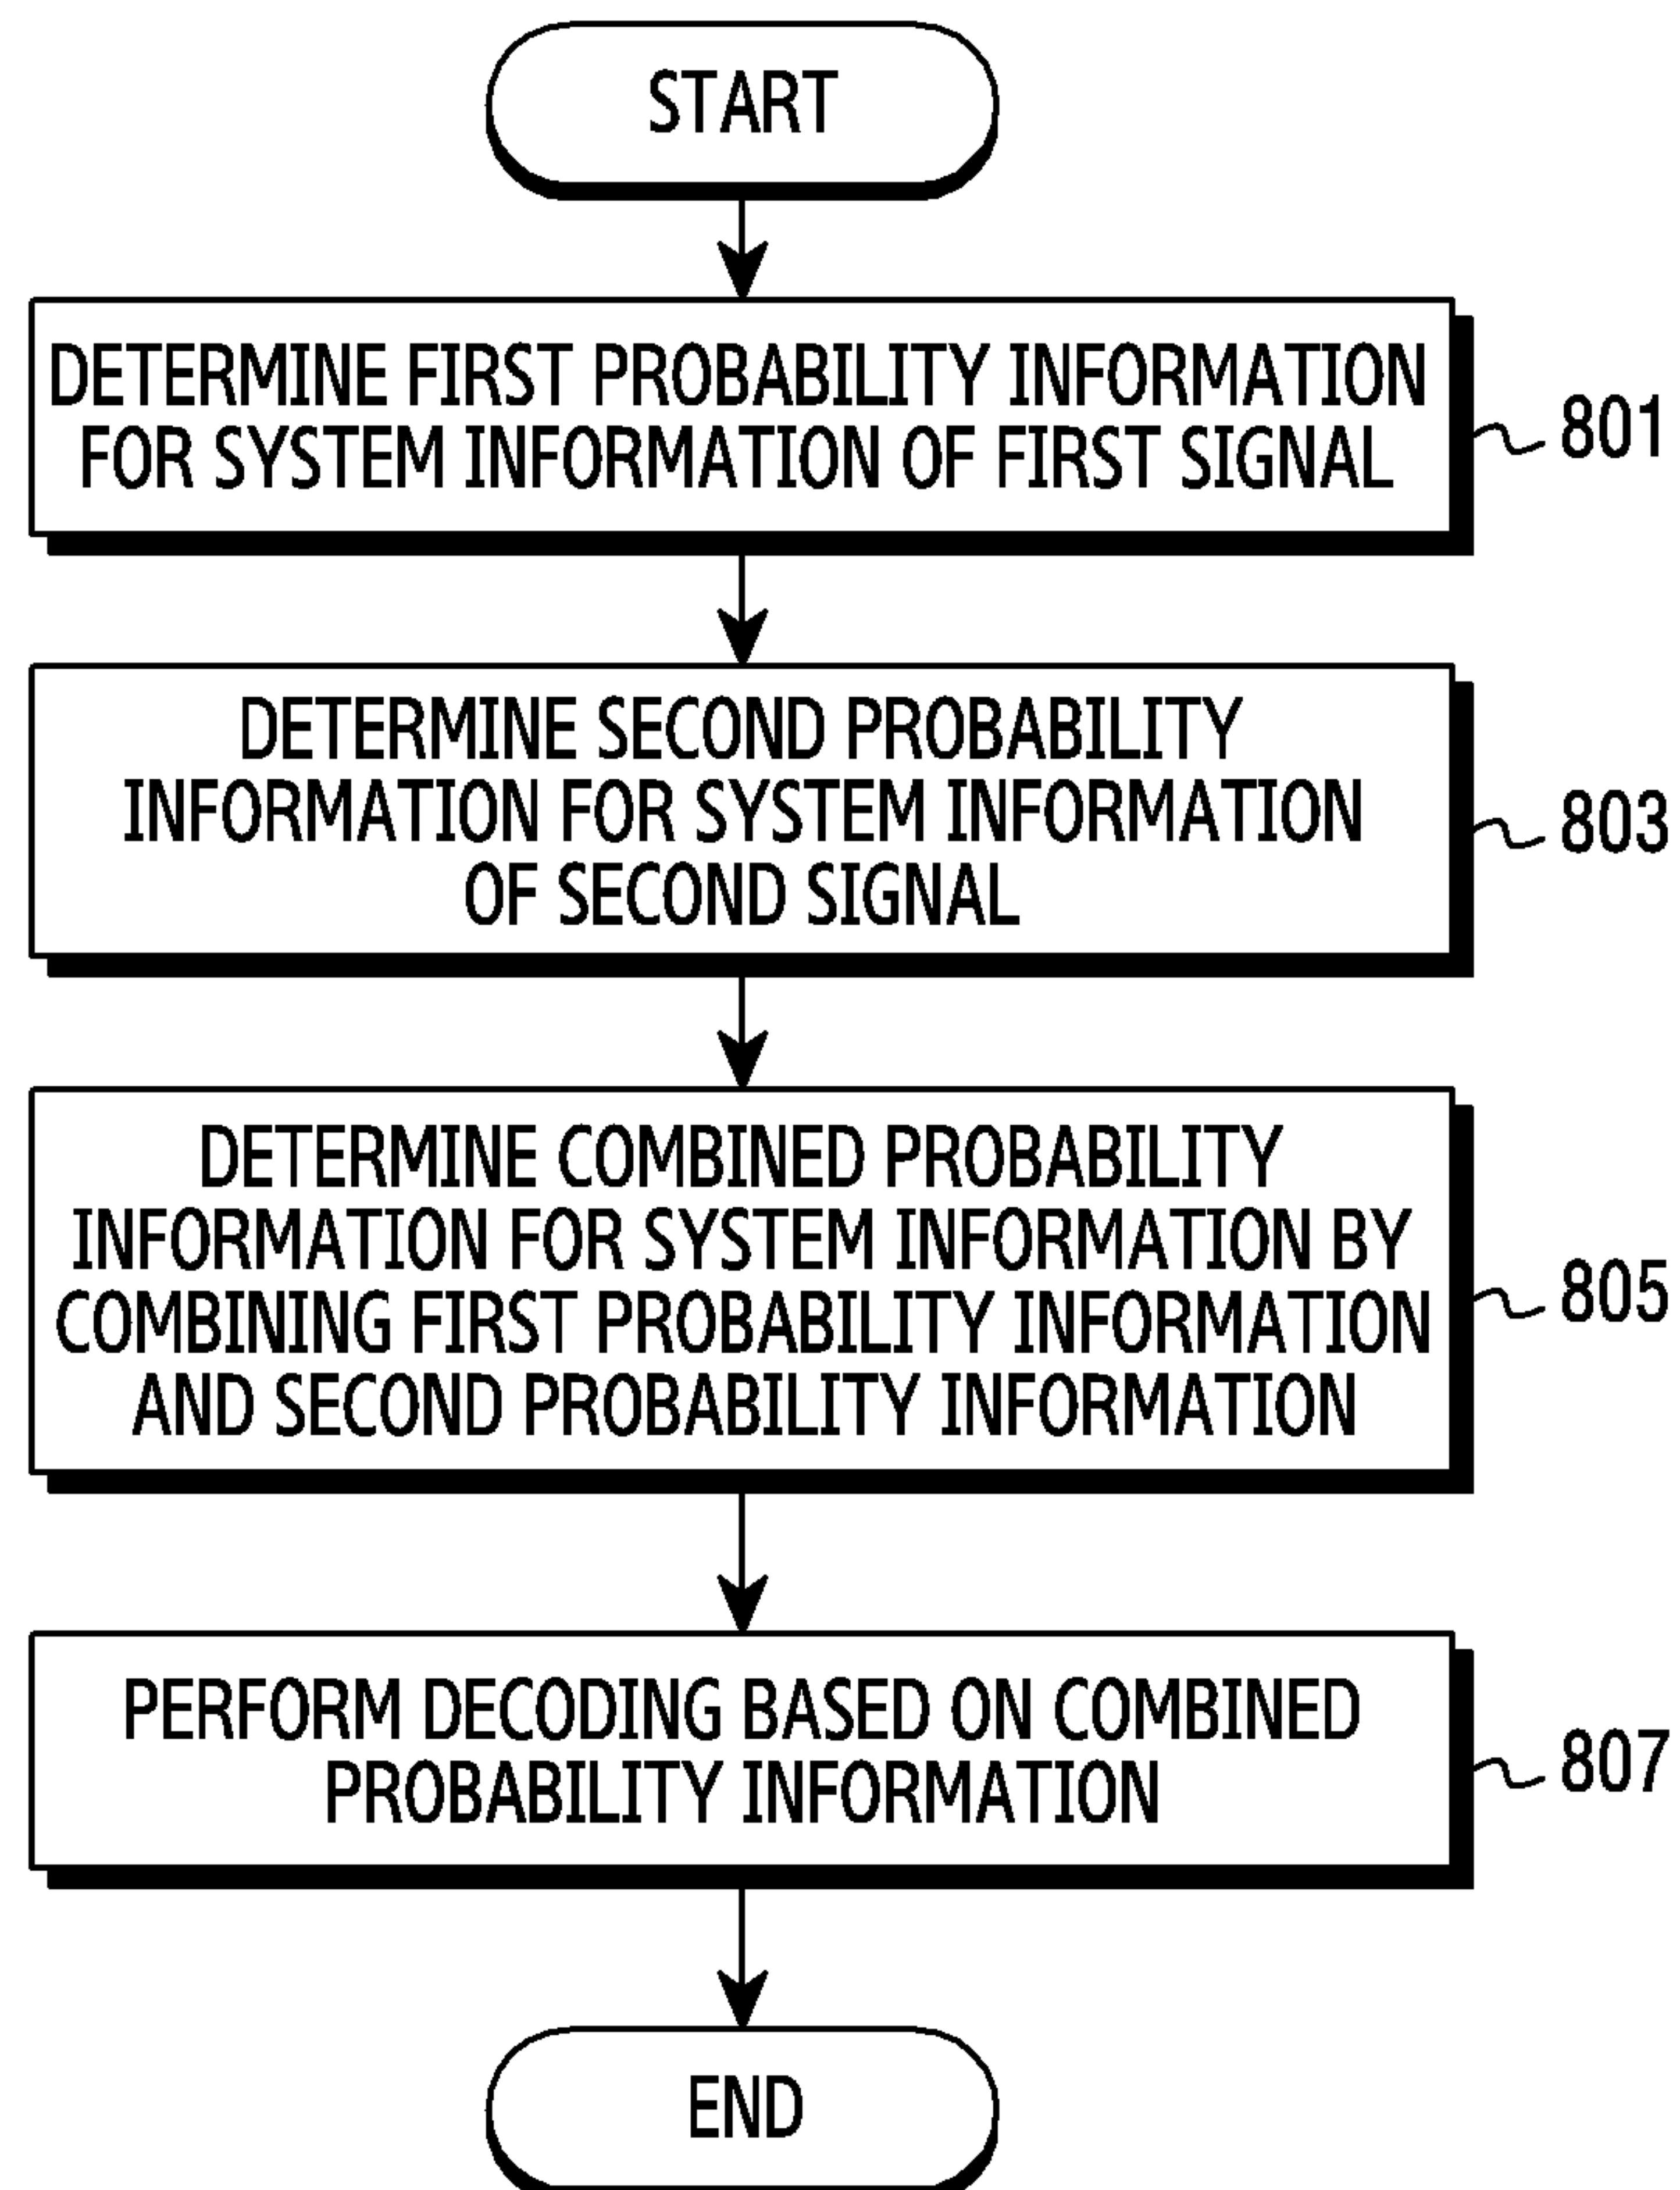 START
DETERMINE FIRST PROBABILITY INFORMATION
FOR SYSTEM INFORMATION OF FIRST SIGNAL
801
DETERMINE SECOND PROBABILITY
INFORMATION FOR SYSTEM INFORMATION
OF SECOND SIGNAL
803
DETERMINE COMBINED PROBABILITY
INFORMATION FOR SYSTEM INFORMATION BY
COMBINING FIRST PROBABILITY INFORMATION
AND SECOND PROBABILITY INFORMATION
805
PERFORM DECODING BASED ON COMBINED
PROBABILITY INFORMATION
807
END